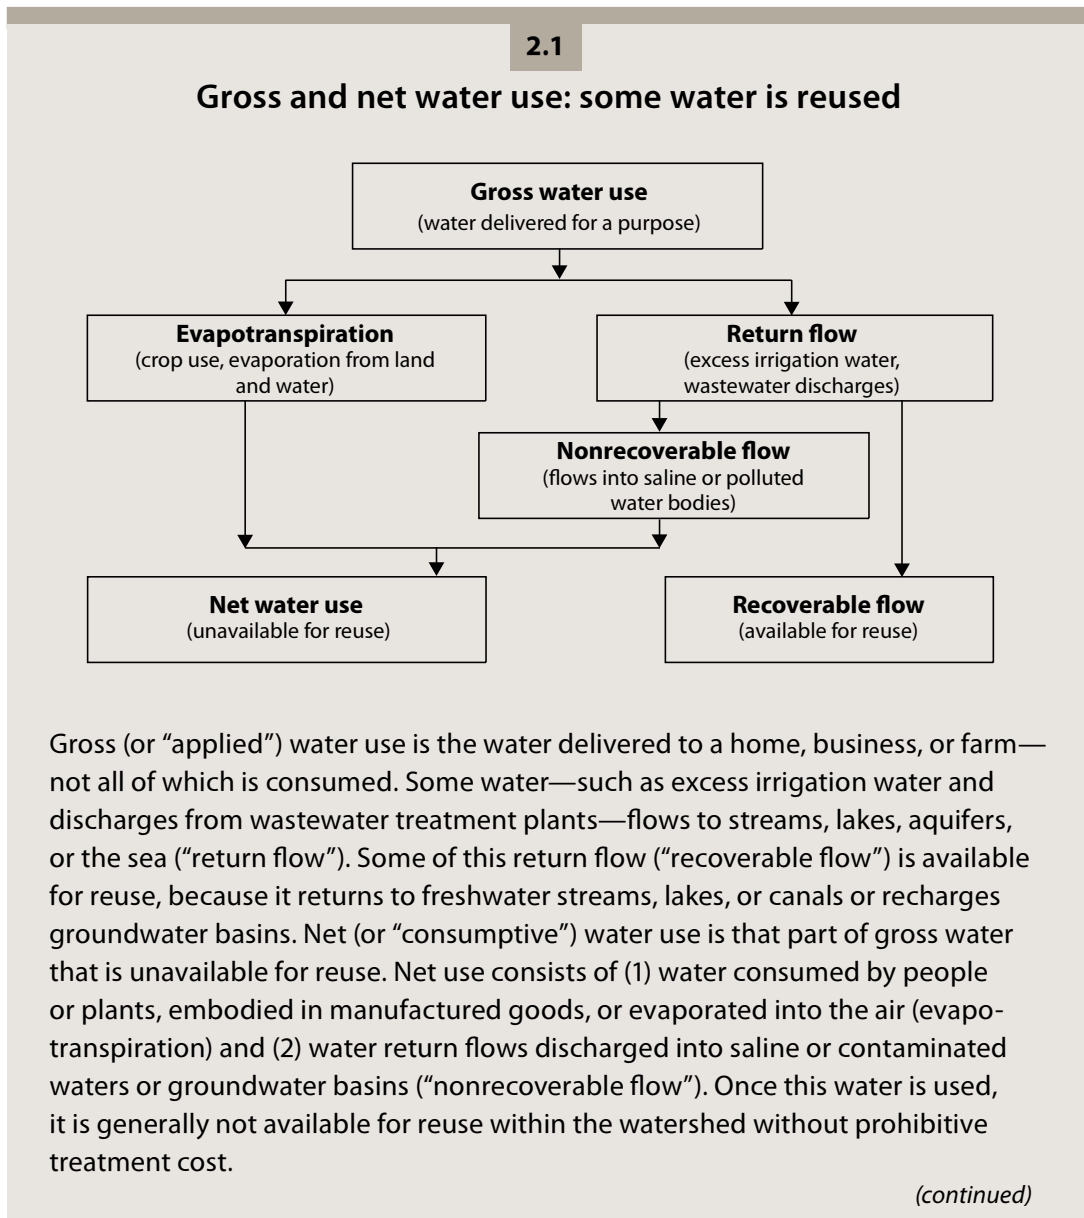 2.1
Gross and net water use: some water is reused
Gross water use
(water delivered for a purpose)
Evapotranspiration
(crop use, evaporation from land
and water)
Return flow
(excess irrigation water,
wastewater discharges)
Nonrecoverable flow
(flows into saline or polluted
water bodies)
Net water use
(unavailable for reuse)
Recoverable flow
(available for reuse)
Gross (or “applied”) water use is the water delivered to a home, business, or farm—
not all of which is consumed. Some water—such as excess irrigation water and
discharges from wastewater treatment plants—flows to streams, lakes, aquifers,
or the sea (“return flow”). Some of this return flow (“recoverable flow”) is available
for reuse, because it returns to freshwater streams, lakes, or canals or recharges
groundwater basins. Net (or “consumptive”) water use is that part of gross water
that is unavailable for reuse. Net use consists of (1) water consumed by people
or plants, embodied in manufactured goods, or evaporated into the air (evapo-
transpiration) and (2) water return flows discharged into saline or contaminated
waters or groundwater basins (“nonrecoverable flow”). Once this water is used,
it is generally not available for reuse within the watershed without prohibitive
treatment cost.
(continued)